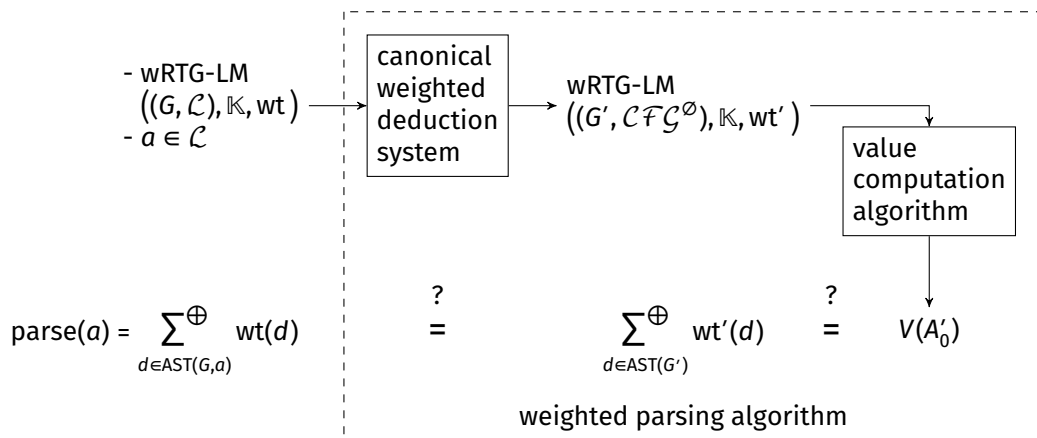 - wRTG-LM
((G, ℒ), 𝕂, wt)
- a ∈ ℒ
canonical
weighted
deduction
system
wRTG-LM
((G′, 𝒞ℱ𝒢^∅), 𝕂, wt′)
value
computation
algorithm
parse(a) = ∑^⊕ wt(d) ?= ∑^⊕ wt′(d) ?= V(A′₀)
d∈AST(G,a) d∈AST(G′)
weighted parsing algorithm